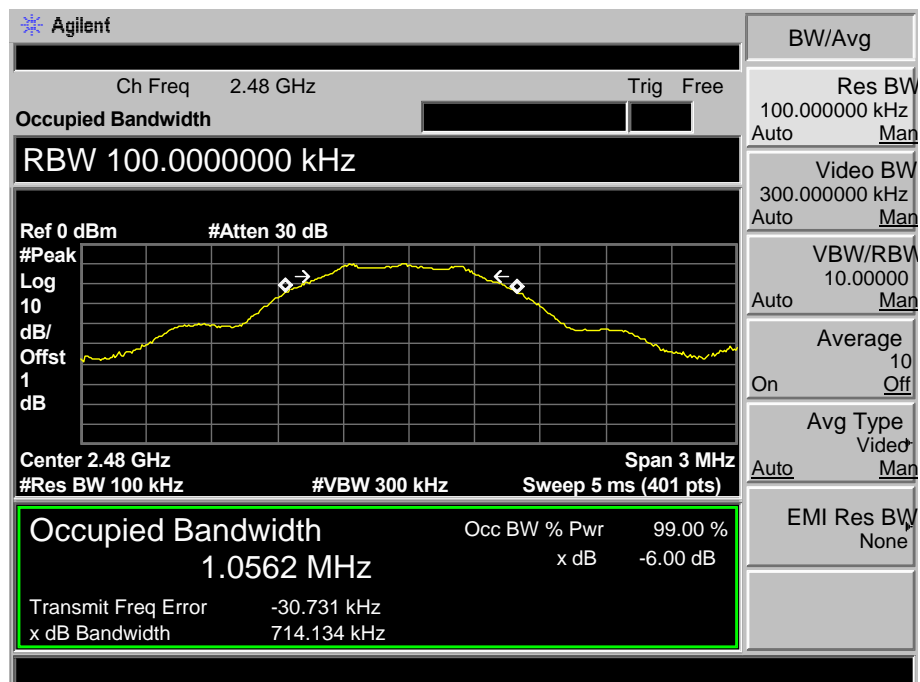 Agilent
BW/Avg
Ch Freq 2.48 GHz Trig Free
Occupied Bandwidth
Res BW
100.000000 kHz
Auto Man
RBW 100.0000000 kHz
Video BW
300.000000 kHz
Auto Man
Ref 0 dBm #Atten 30 dB
#Peak
Log
10
dB/
Offst
1
dB
VBW/RBW
10.00000
Auto Man
Average
10
On Off
Avg Type
Video
Auto Man
Center 2.48 GHz Span 3 MHz
#Res BW 100 kHz #VBW 300 kHz Sweep 5 ms (401 pts)
EMI Res BW
None
Occupied Bandwidth
1.0562 MHz
Occ BW % Pwr 99.00 %
x dB -6.00 dB
Transmit Freq Error -30.731 kHz
x dB Bandwidth 714.134 kHz